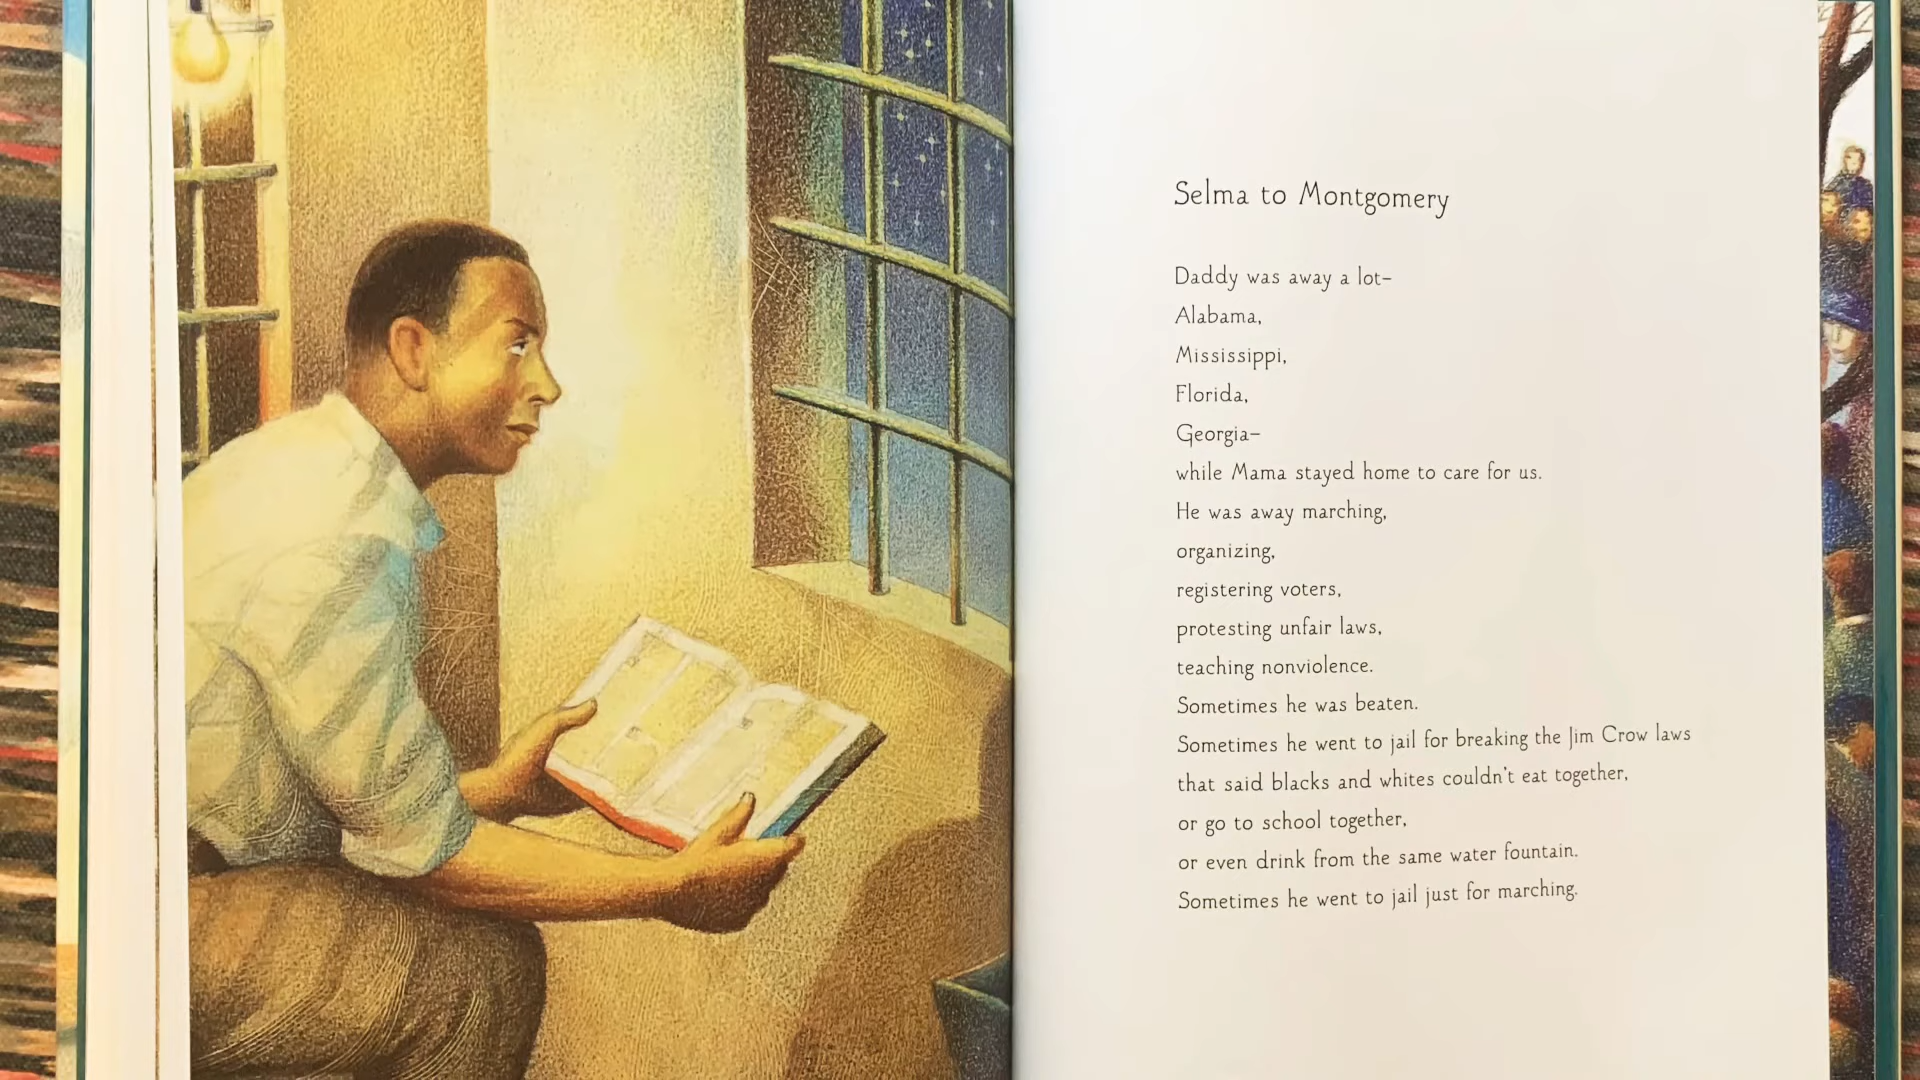 Selma to Montgomery
Daddy was away a lot–
Alabama,
Mississippi,
Florida,
Georgia–
while Mama stayed home to care for us.
He was away marching,
organizing,
registering voters,
protesting unfair laws,
teaching nonviolence.
Sometimes he was beaten.
Sometimes he went to jail for breaking the Jim Crow laws
that said blacks and whites couldn't eat together,
or go to school together,
or even drink from the same water fountain.
Sometimes he went to jail just for marching.